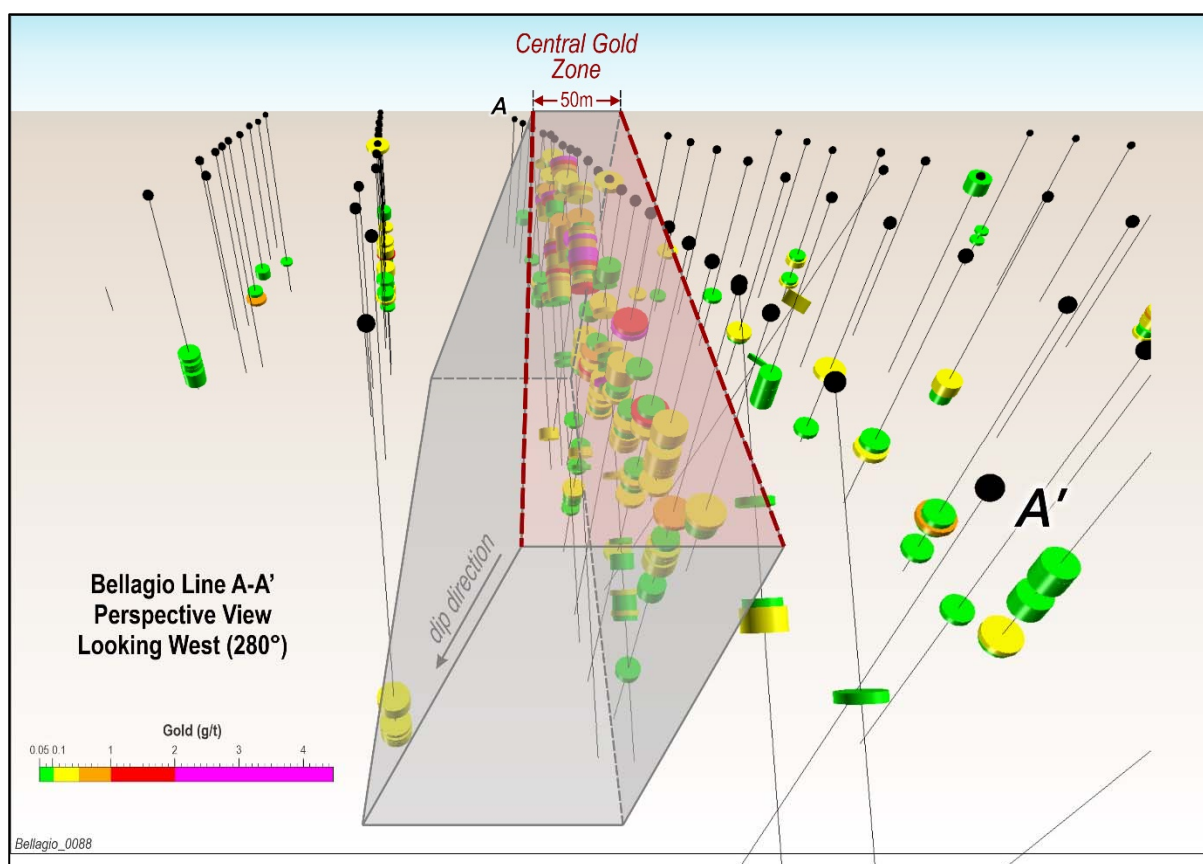 Central Gold
Zone
A
50m
A'
dip direction
Bellagio Line A-A’
Perspective View
Looking West (280°)
Gold (g/t)
0.05 0.1 1 2 3 4
Bellagio_0088